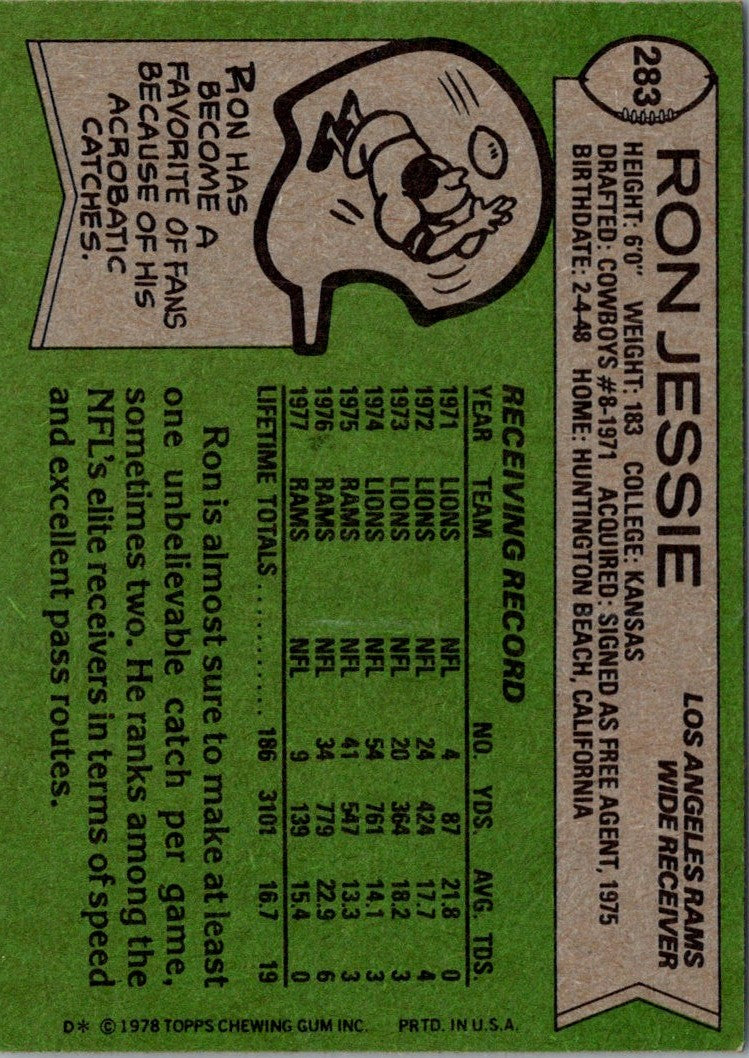 283
RON JESSIE
LOS ANGELES RAMS
WIDE RECEIVER
HEIGHT: 6'0" WEIGHT: 183 COLLEGE: KANSAS
DRAFTED: COWBOYS #8-1971 ACQUIRED: SIGNED AS FREE AGENT, 1975
BIRTHDATE: 2-4-48 HOME: HUNTINGTON BEACH, CALIFORNIA
RON HAS
BECOME A
FAVORITE OF FANS
BECAUSE OF HIS
ACROBATIC
CATCHES.
RECEIVING RECORD
YEAR TEAM NO. YDS. AVG. TDS.
1971 LIONS NFL 4 87 21.8 0
1972 LIONS NFL 24 424 17.7 4
1973 LIONS NFL 20 364 18.2 3
1974 LIONS NFL 54 761 14.1 3
1975 RAMS NFL 41 547 13.3 3
1976 RAMS NFL 34 779 22.9 6
1977 RAMS NFL 9 139 15.4 0
LIFETIME TOTALS........... 186 3101 16.7 19
Ron is almost sure to make at least
one unbelievable catch per game,
sometimes two. He ranks among the
NFL's elite receivers in terms of speed
and excellent pass routes.
D* © 1978 TOPPS CHEWING GUM INC. PRTD. IN U.S.A.